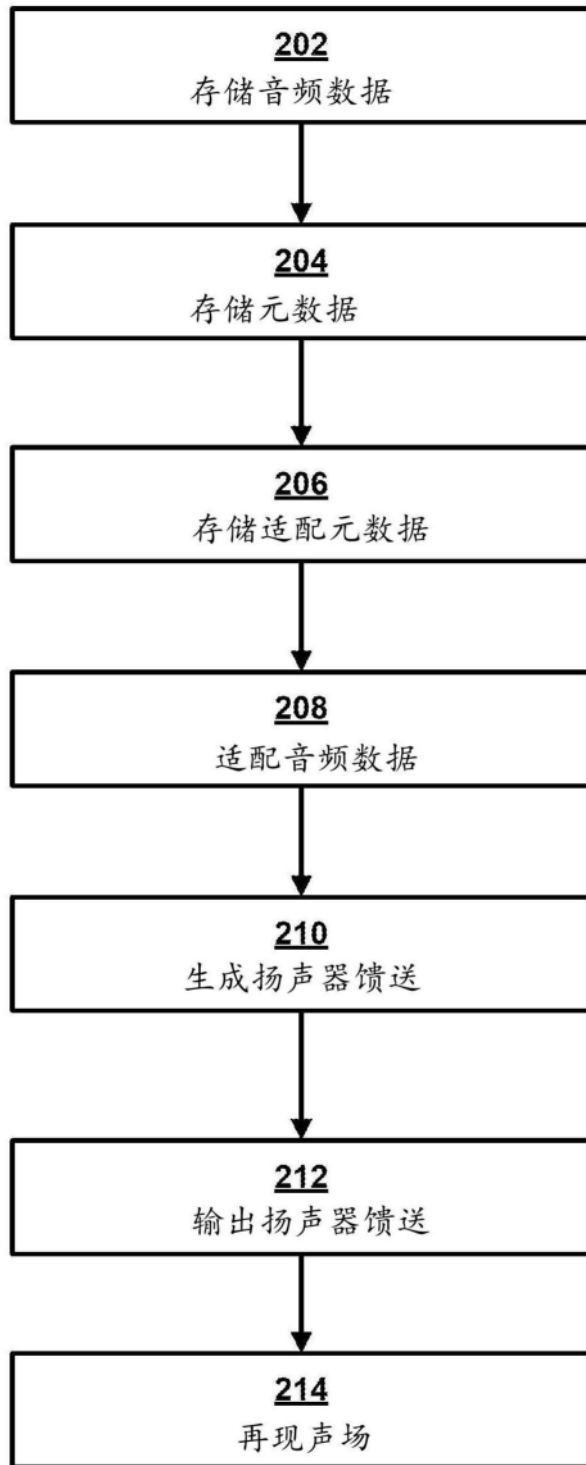 202
存储音频数据
204
存储元数据
206
存储适配元数据
208
适配音频数据
210
生成扬声器馈送
212
输出扬声器馈送
214
再现声场